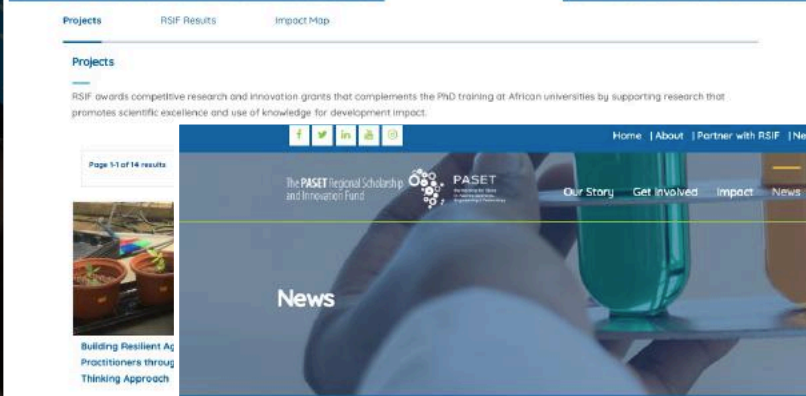 Projects RSIF Results Impact Map
Projects
RSIF awards competitive research and innovation grants that complements the PhD training at African universities by supporting research that
promotes scientific excellence and use of knowledge for development impact.
Page 1-1 of 14 results
Home | About | Partner with RSIF | Ne
The PASET Regional Scholarship
and Innovation Fund
PASET
Our Story Get Involved Impact News
News
Building Resilient Ag
Practitioners throug
Thinking Approach